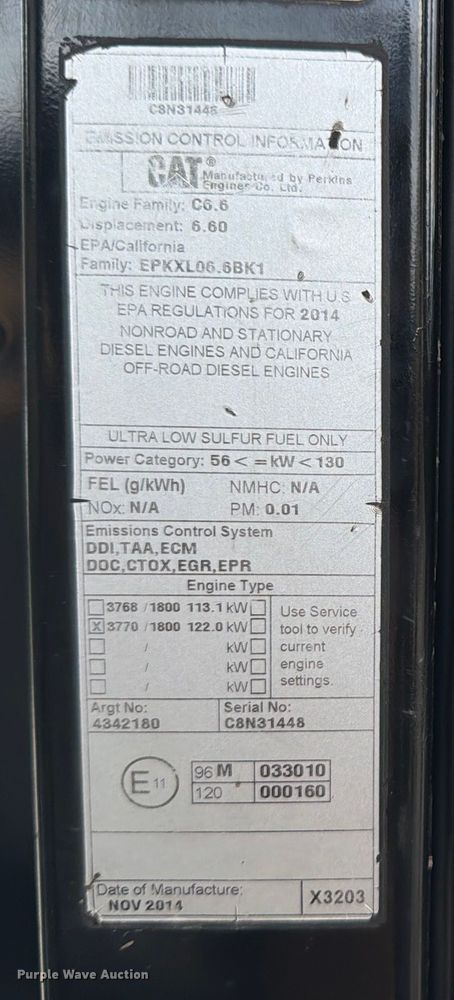 C8N31448
EMISSION CONTROL INFORMATION
CAT® Manufactured by Perkins
Engines Co. Ltd.
Engine Family: C6.6
Displacement: 6.60
EPA/California
Family: EPKXL06.6BK1
THIS ENGINE COMPLIES WITH U.S
EPA REGULATIONS FOR 2014
NONROAD AND STATIONARY
DIESEL ENGINES AND CALIFORNIA
OFF-ROAD DIESEL ENGINES
ULTRA LOW SULFUR FUEL ONLY
Power Category: 56 < = kW < 130
FEL (g/kWh) NMHC: N/A
NOx: N/A PM: 0.01
Emissions Control System
DDI,TAA,ECM
DOC,CTOX,EGR,EPR
Engine Type
3768 /1800 113.1 kW
X 3770 /1800 122.0 kW
/ kW
/ kW
/ kW
Use Service
tool to verify
current
engine
settings.
Argt No: Serial No:
4342180 C8N31448
E 11
96 M 033010
120 000160
Date of Manufacture:
NOV 2014
X3203
Purple Wave Auction